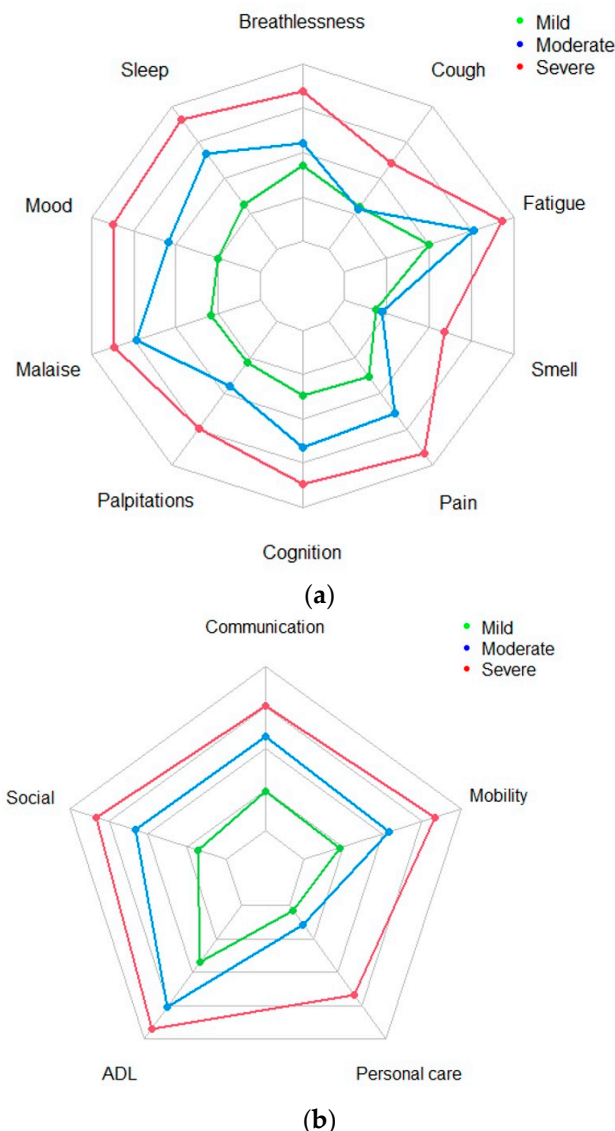 Breathlessness
Mild
Moderate
Severe
Sleep
Cough
Mood
Fatigue
Malaise
Smell
Palpitations
Pain
Cognition
(a)
Communication
Mild
Moderate
Severe
Social
Mobility
ADL
Personal care
(b)